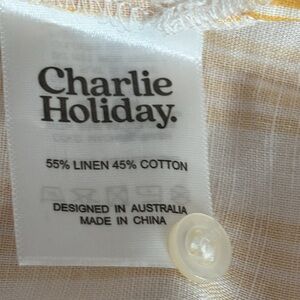 Charlie
Holiday.
55% LINEN 45% COTTON
DESIGNED IN AUSTRALIA
MADE IN CHINA